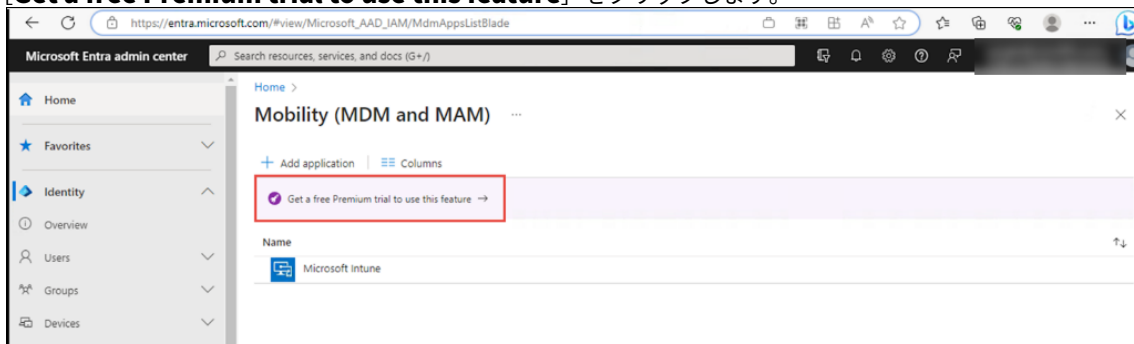 [Get a free Premium trial to use this feature] をクリックします。
https://entra.microsoft.com/#view/Microsoft_AAD_IAM/MdmAppsListBlade
Microsoft Entra admin center
Search resources, services, and docs (G+/)
Home >
Home
Mobility (MDM and MAM) ...
Favorites
+ Add application
Columns
Identity
Get a free Premium trial to use this feature →
Overview
Name
Users
Microsoft Intune
Groups
Devices